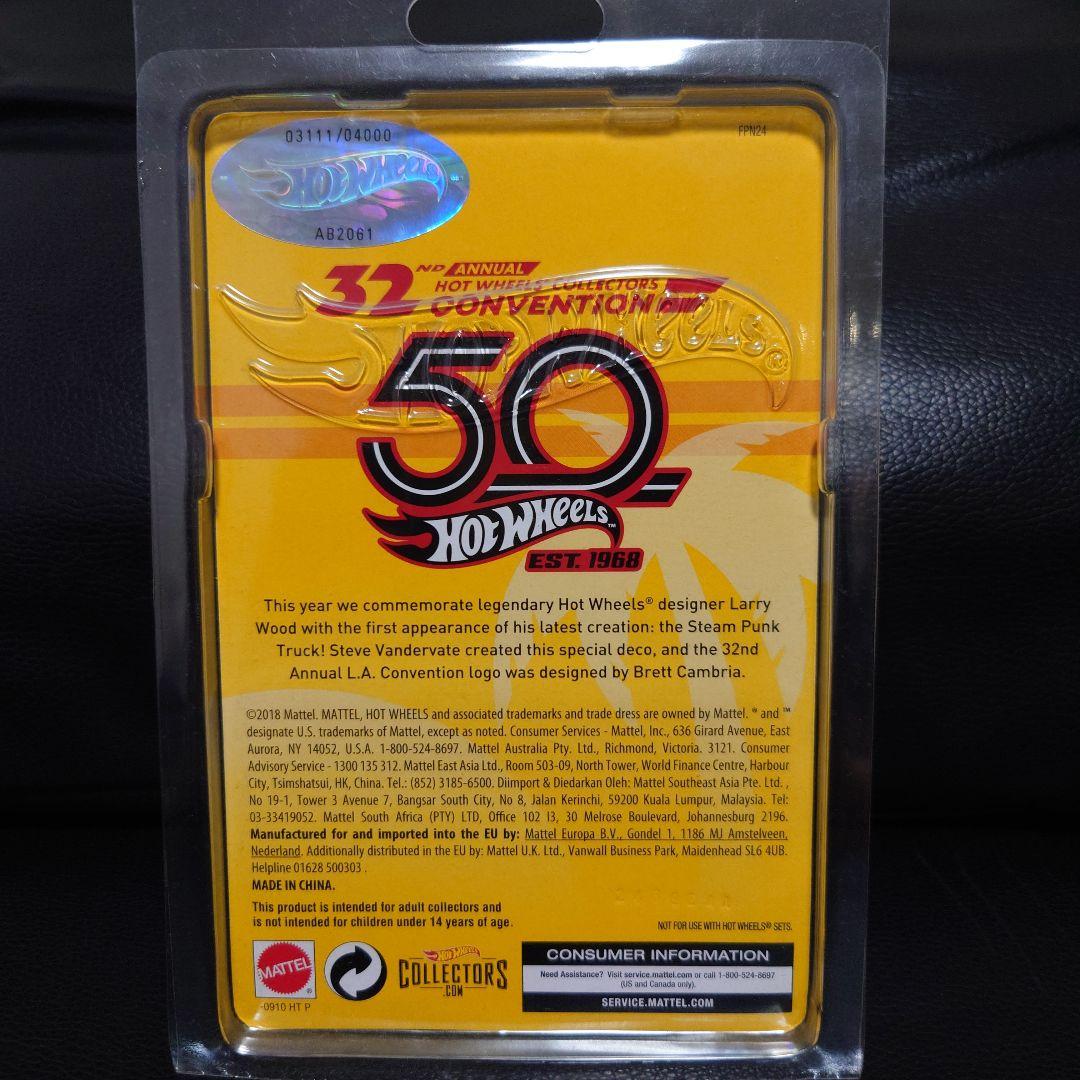 03111/04000
HOT WHEELS
AB2061
FPN24
32ND ANNUAL
HOT WHEELS COLLECTORS
CONVENTION
Hot Wheels®
50
HOT WHEELS™
EST. 1968
This year we commemorate legendary Hot Wheels® designer Larry
Wood with the first appearance of his latest creation: the Steam Punk
Truck! Steve Vandervate created this special deco, and the 32nd
Annual L.A. Convention logo was designed by Brett Cambria.
©2018 Mattel. MATTEL, HOT WHEELS and associated trademarks and trade dress are owned by Mattel. ® and ™
designate U.S. trademarks of Mattel, except as noted. Consumer Services - Mattel, Inc., 636 Girard Avenue, East
Aurora, NY 14052, U.S.A. 1-800-524-8697. Mattel Australia Pty. Ltd., Richmond, Victoria. 3121. Consumer
Advisory Service - 1300 135 312. Mattel East Asia Ltd., Room 503-09, North Tower, World Finance Centre, Harbour
City, Tsimshatsui, HK, China. Tel.: (852) 3185-6500. Diimport & Diedarkan Oleh: Mattel Southeast Asia Pte. Ltd. ,
No 19-1, Tower 3 Avenue 7, Bangsar South City, No 8, Jalan Kerinchi, 59200 Kuala Lumpur, Malaysia. Tel:
03-33419052. Mattel South Africa (PTY) LTD, Office 102 I3, 30 Melrose Boulevard, Johannesburg 2196.
Manufactured for and imported into the EU by: Mattel Europa B.V., Gondel 1, 1186 MJ Amstelveen,
Nederland. Additionally distributed in the EU by: Mattel U.K. Ltd., Vanwall Business Park, Maidenhead SL6 4UB.
Helpline 01628 500303 .
MADE IN CHINA.
This product is intended for adult collectors and
is not intended for children under 14 years of age.
NOT FOR USE WITH HOT WHEELS® SETS.
MATTEL®
-0910 HT P
HOT WHEELS
COLLECTORS
.COM
CONSUMER INFORMATION
Need Assistance? Visit service.mattel.com or call 1-800-524-8697
(US and Canada only).
SERVICE.MATTEL.COM